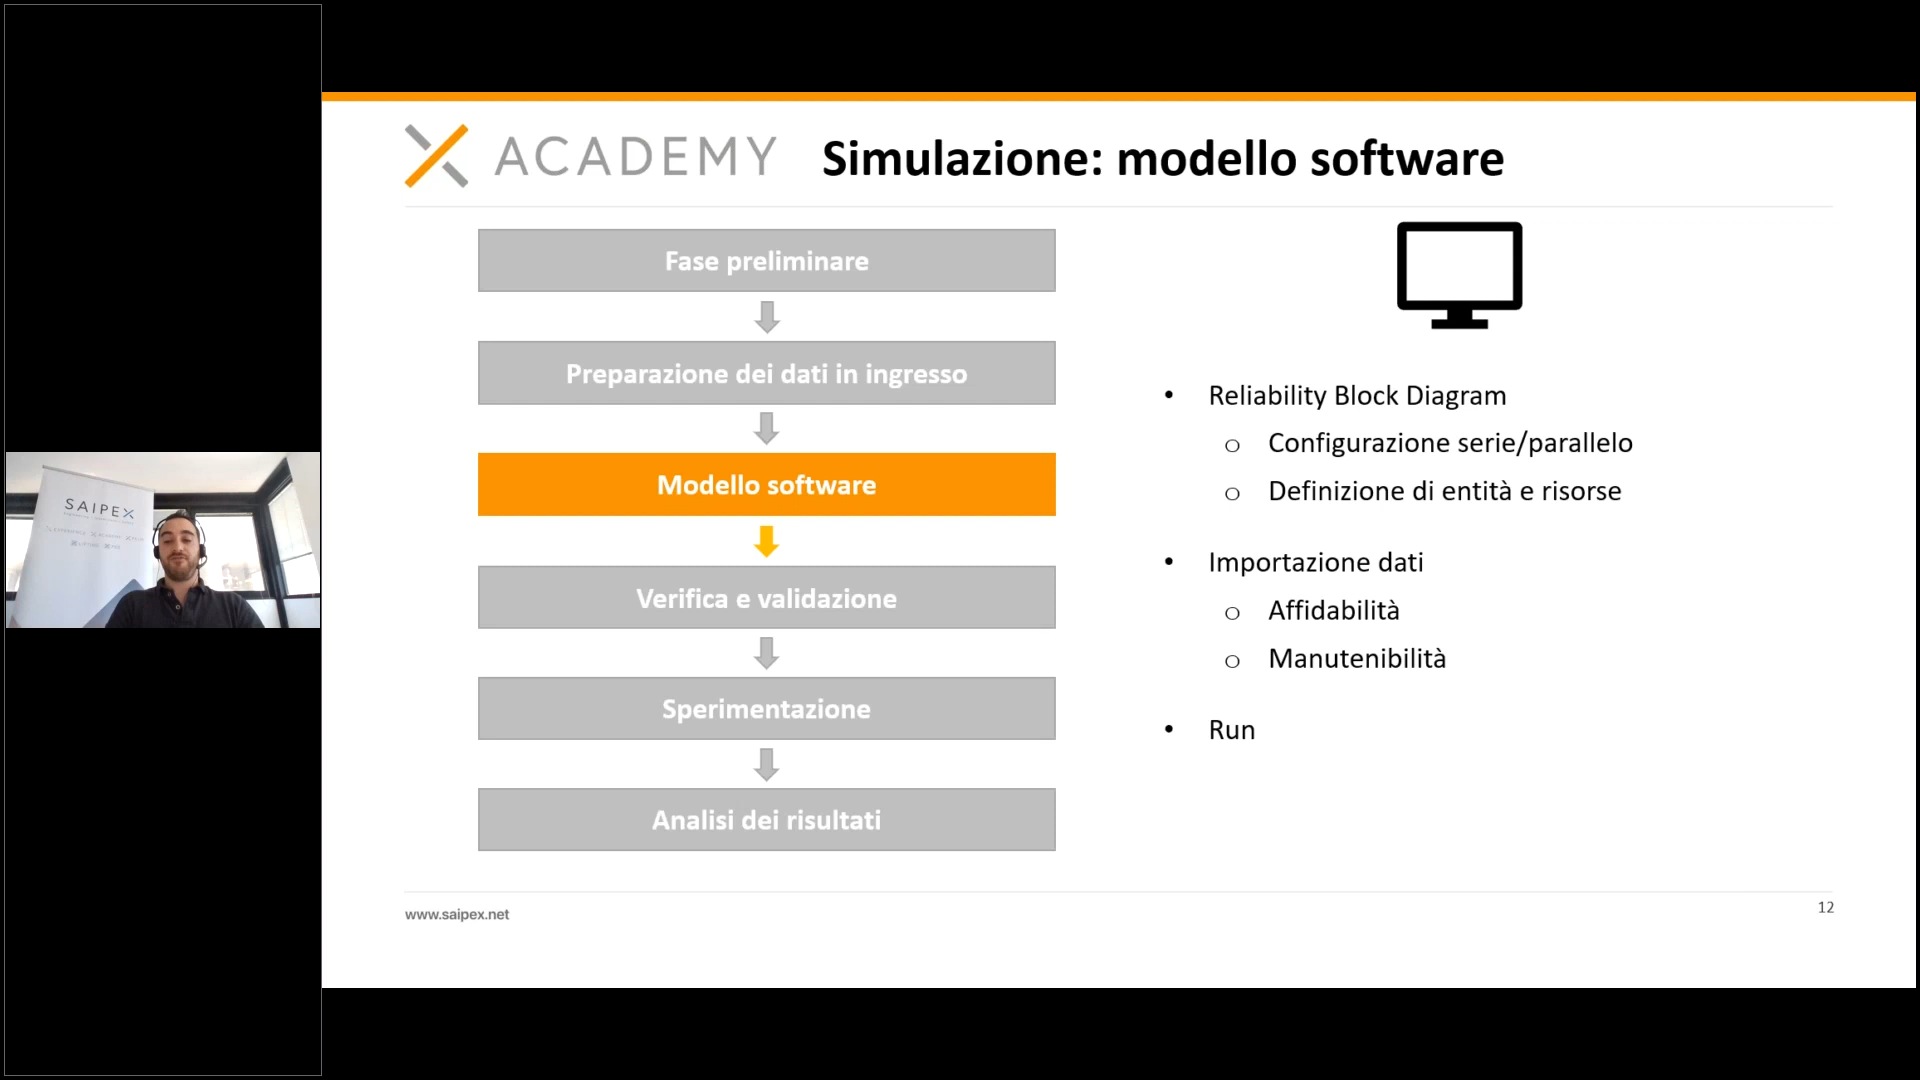 SAIPEX
ACADEMY
Simulazione: modello software
Fase preliminare
Preparazione dei dati in ingresso
Modello software
Verifica e validazione
Sperimentazione
Analisi dei risultati
• Reliability Block Diagram
o Configurazione serie/parallelo
o Definizione di entità e risorse
• Importazione dati
o Affidabilità
o Manutenibilità
• Run
www.saipex.net
12